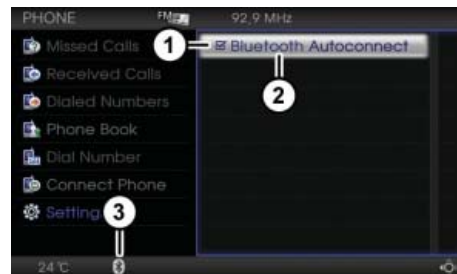 PHONE FM 92,9 MHz
Missed Calls 1 Bluetooth Autoconnect
Received Calls 2
Dialed Numbers
Phone Book
Dial Number
Connect Phone
Setting 3
24°C